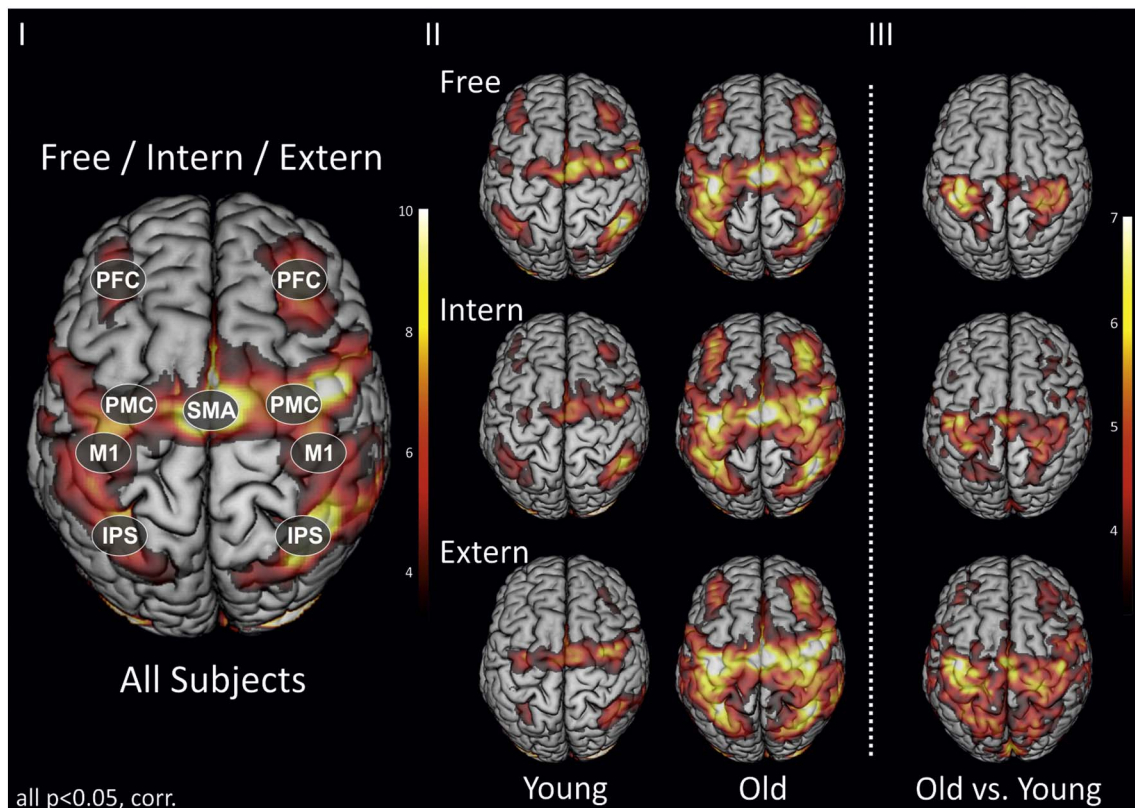 I
II
III
Free
Free / Intern / Extern
10
8
6
4
PFC
PFC
PMC
SMA
PMC
M1
M1
IPS
IPS
All Subjects
Intern
Extern
7
6
5
4
Young
Old
Old vs. Young
all p<0.05, corr.